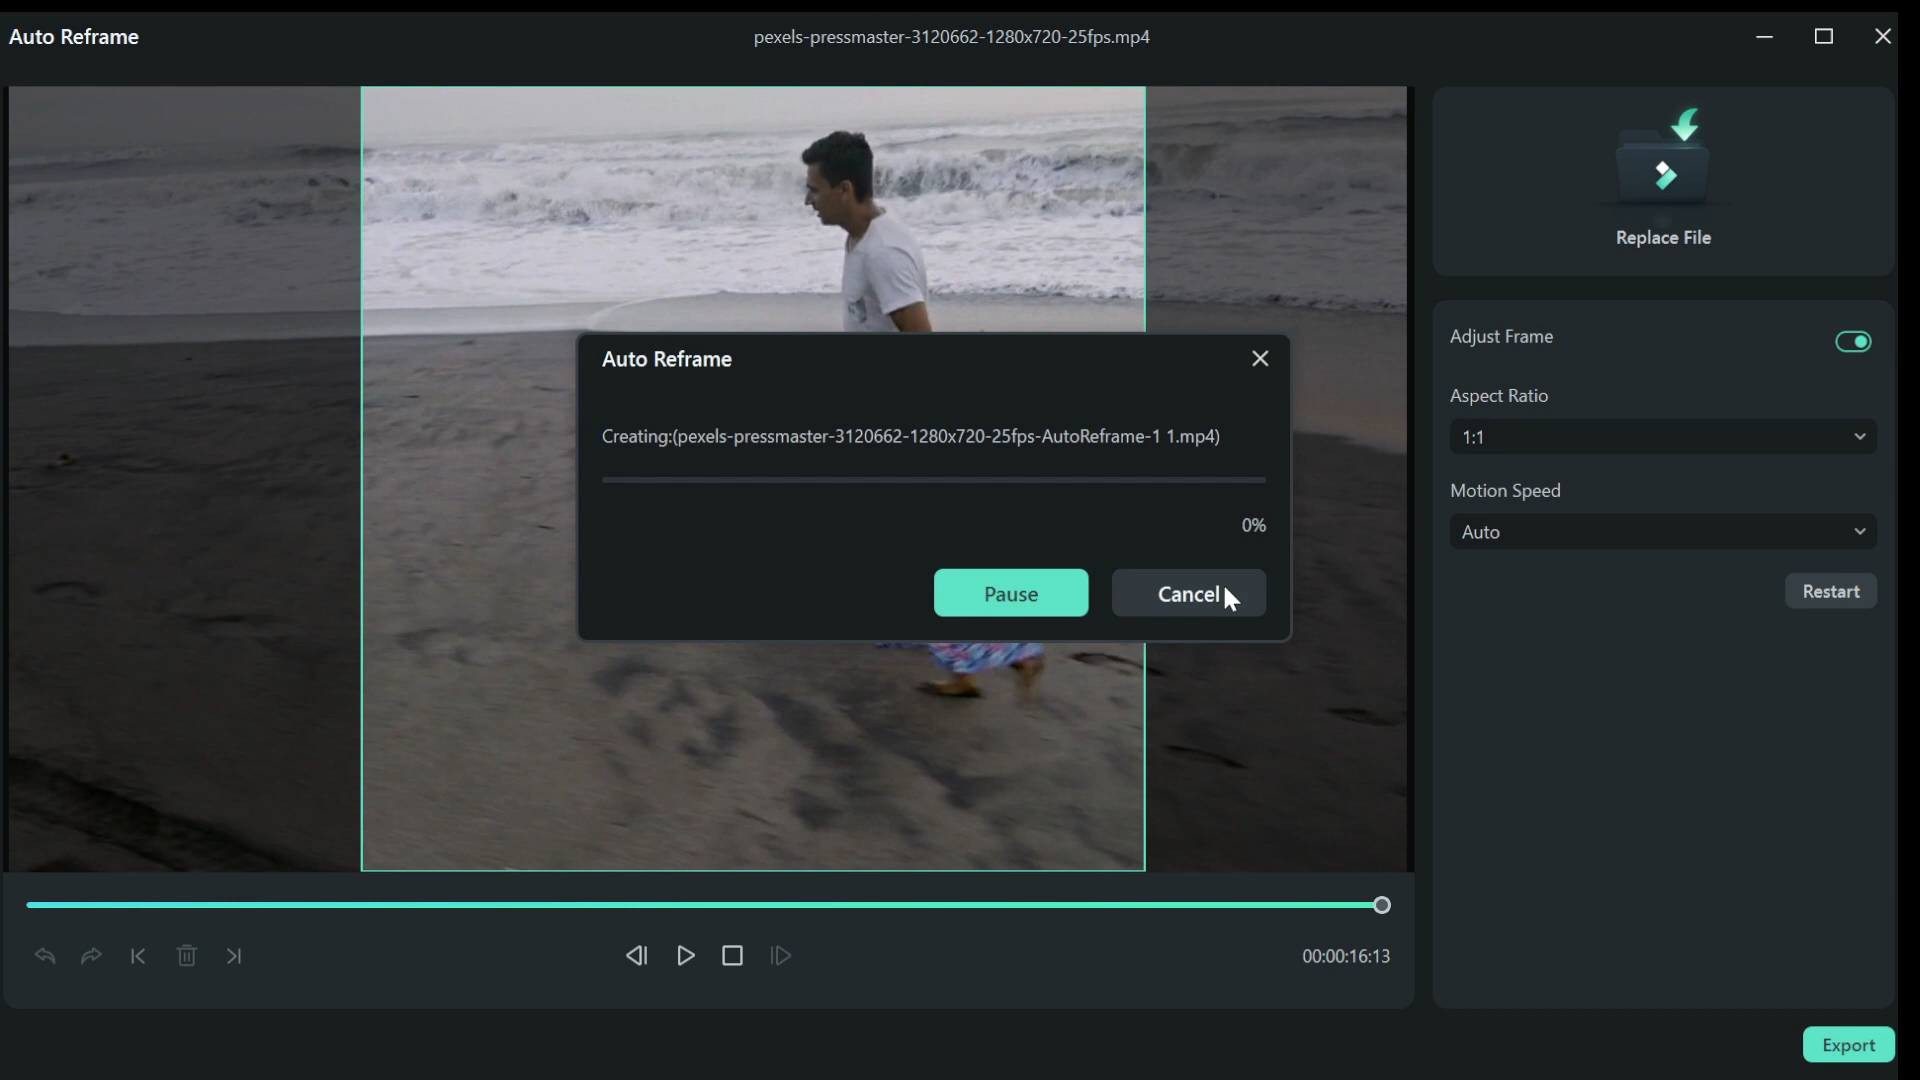 Auto Reframe
pexels-pressmaster-3120662-1280x720-25fps.mp4
Replace File
Auto Reframe
Creating:(pexels-pressmaster-3120662-1280x720-25fps-AutoReframe-1 1.mp4)
0%
Pause
Cancel
Adjust Frame
Aspect Ratio
1:1
Motion Speed
Auto
Restart
00:00:16:13
Export